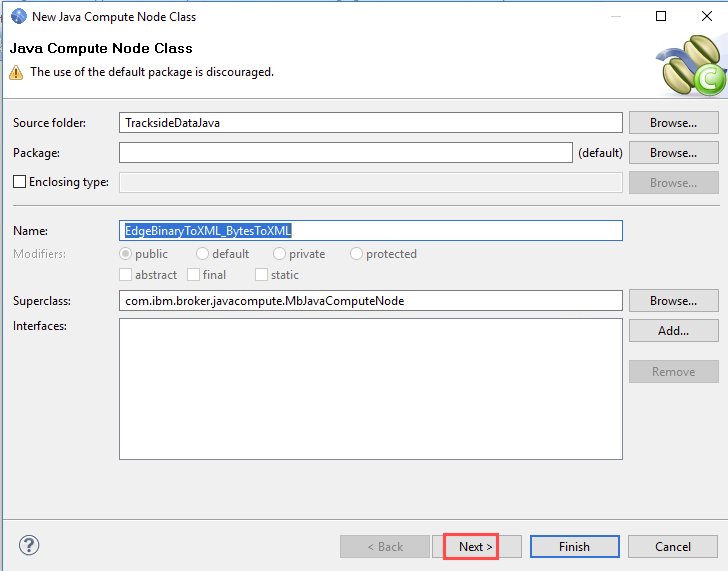 New Java Compute Node Class
Java Compute Node Class
The use of the default package is discouraged.
Source folder: TracksideDataJava Browse...
Package: (default) Browse...
Enclosing type: Browse...
Name: EdgeBinaryToXML_BytesToXML
Modifiers: public default private protected
abstract final static
Superclass: com.ibm.broker.javacompute.MbJavaComputeNode Browse...
Interfaces: Add...
Remove
? < Back Next > Finish Cancel